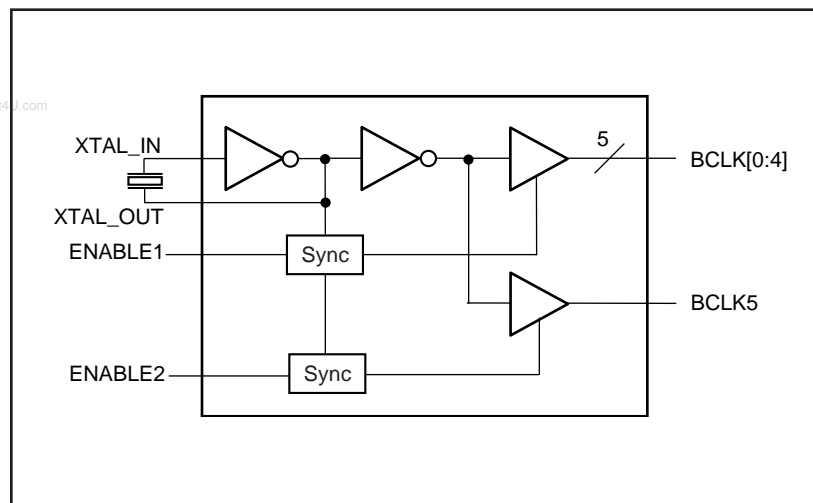 XTAL_IN
5
BCLK[0:4]
XTAL_OUT
ENABLE1
Sync
BCLK5
ENABLE2
Sync